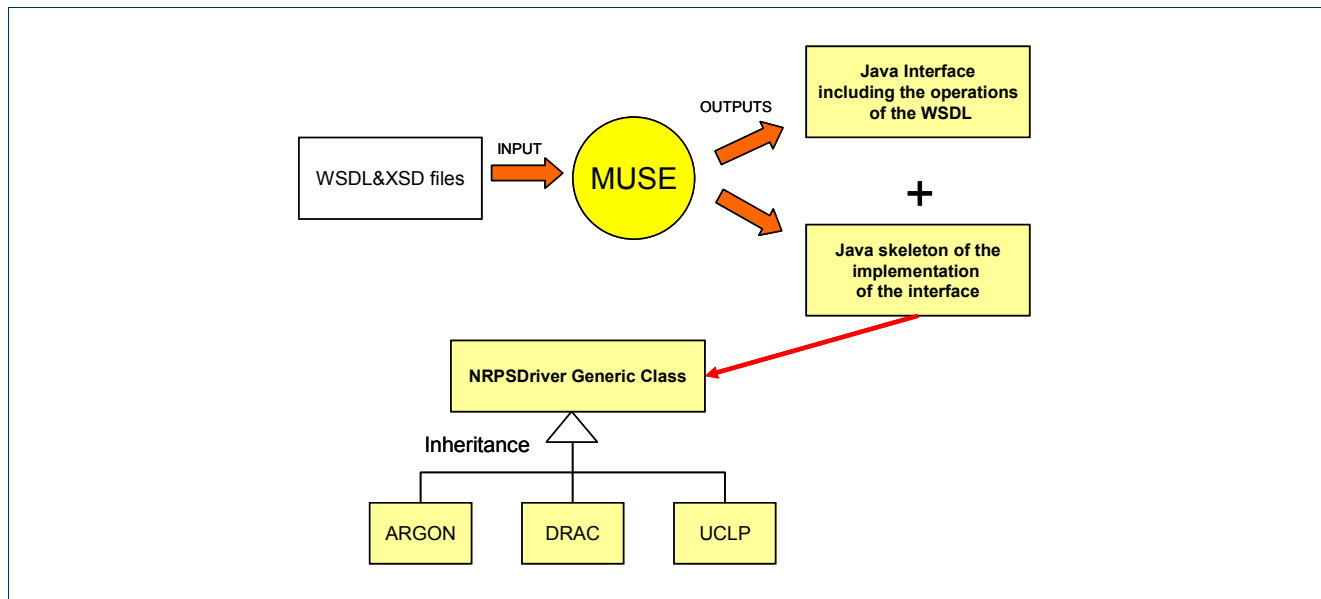 WSDL&XSD files
INPUT
MUSE
OUTPUTS
Java Interface
including the operations
of the WSDL
+
Java skeleton of the
implementation
of the interface
NRPSDriver Generic Class
Inheritance
ARGON
DRAC
UCLP